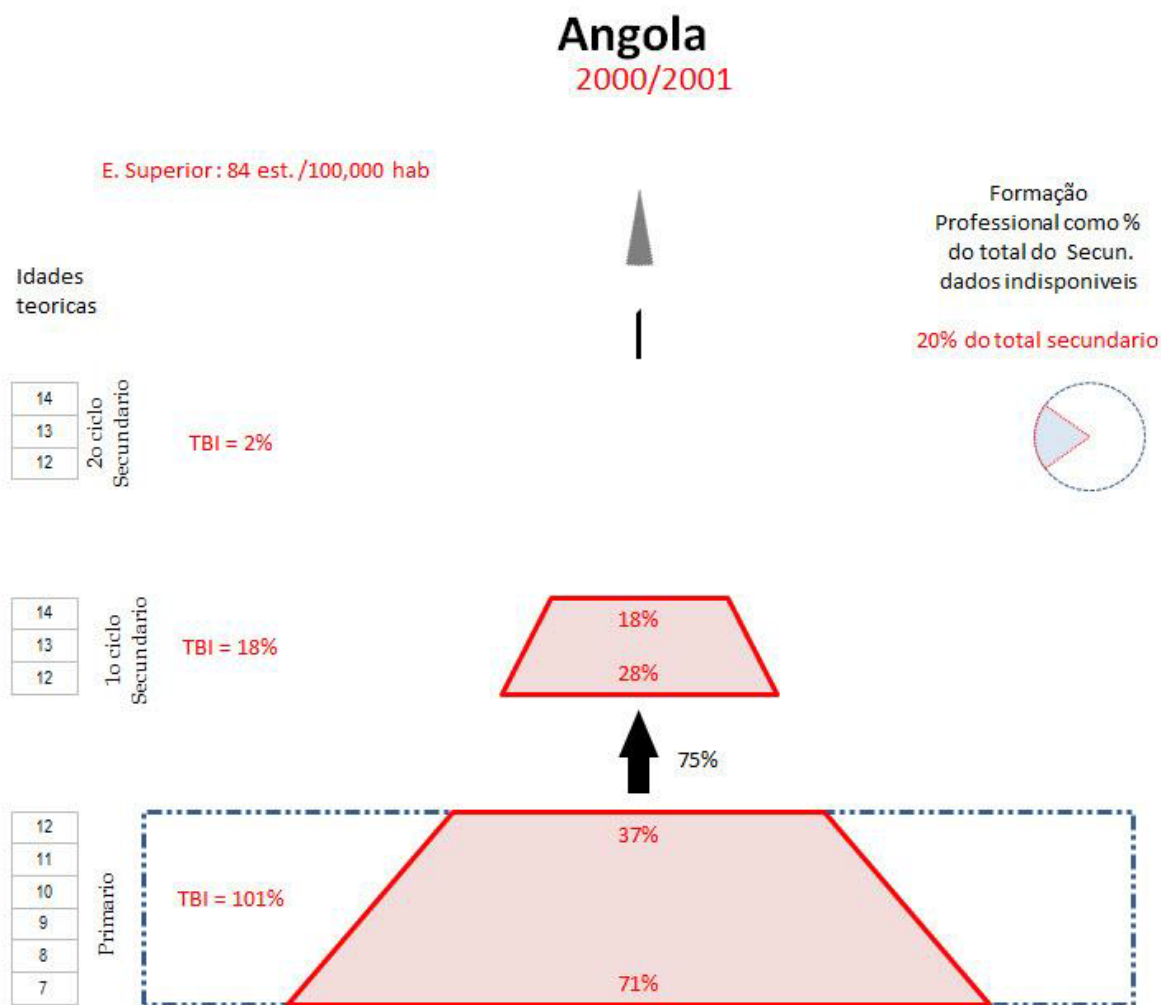 Angola
2000/2001
E. Superior : 84 est./100,000 hab
Formação
Professional como %
do total do Secun.
dados indisponiveis
20% do total secundario
Idades
teoricas
14
13
12
2o ciclo
Secundario
TBI = 2%
14
13
12
1o ciclo
Secundario
TBI = 18%
18%
28%
75%
12
11
10
9
8
7
Primario
TBI = 101%
37%
71%